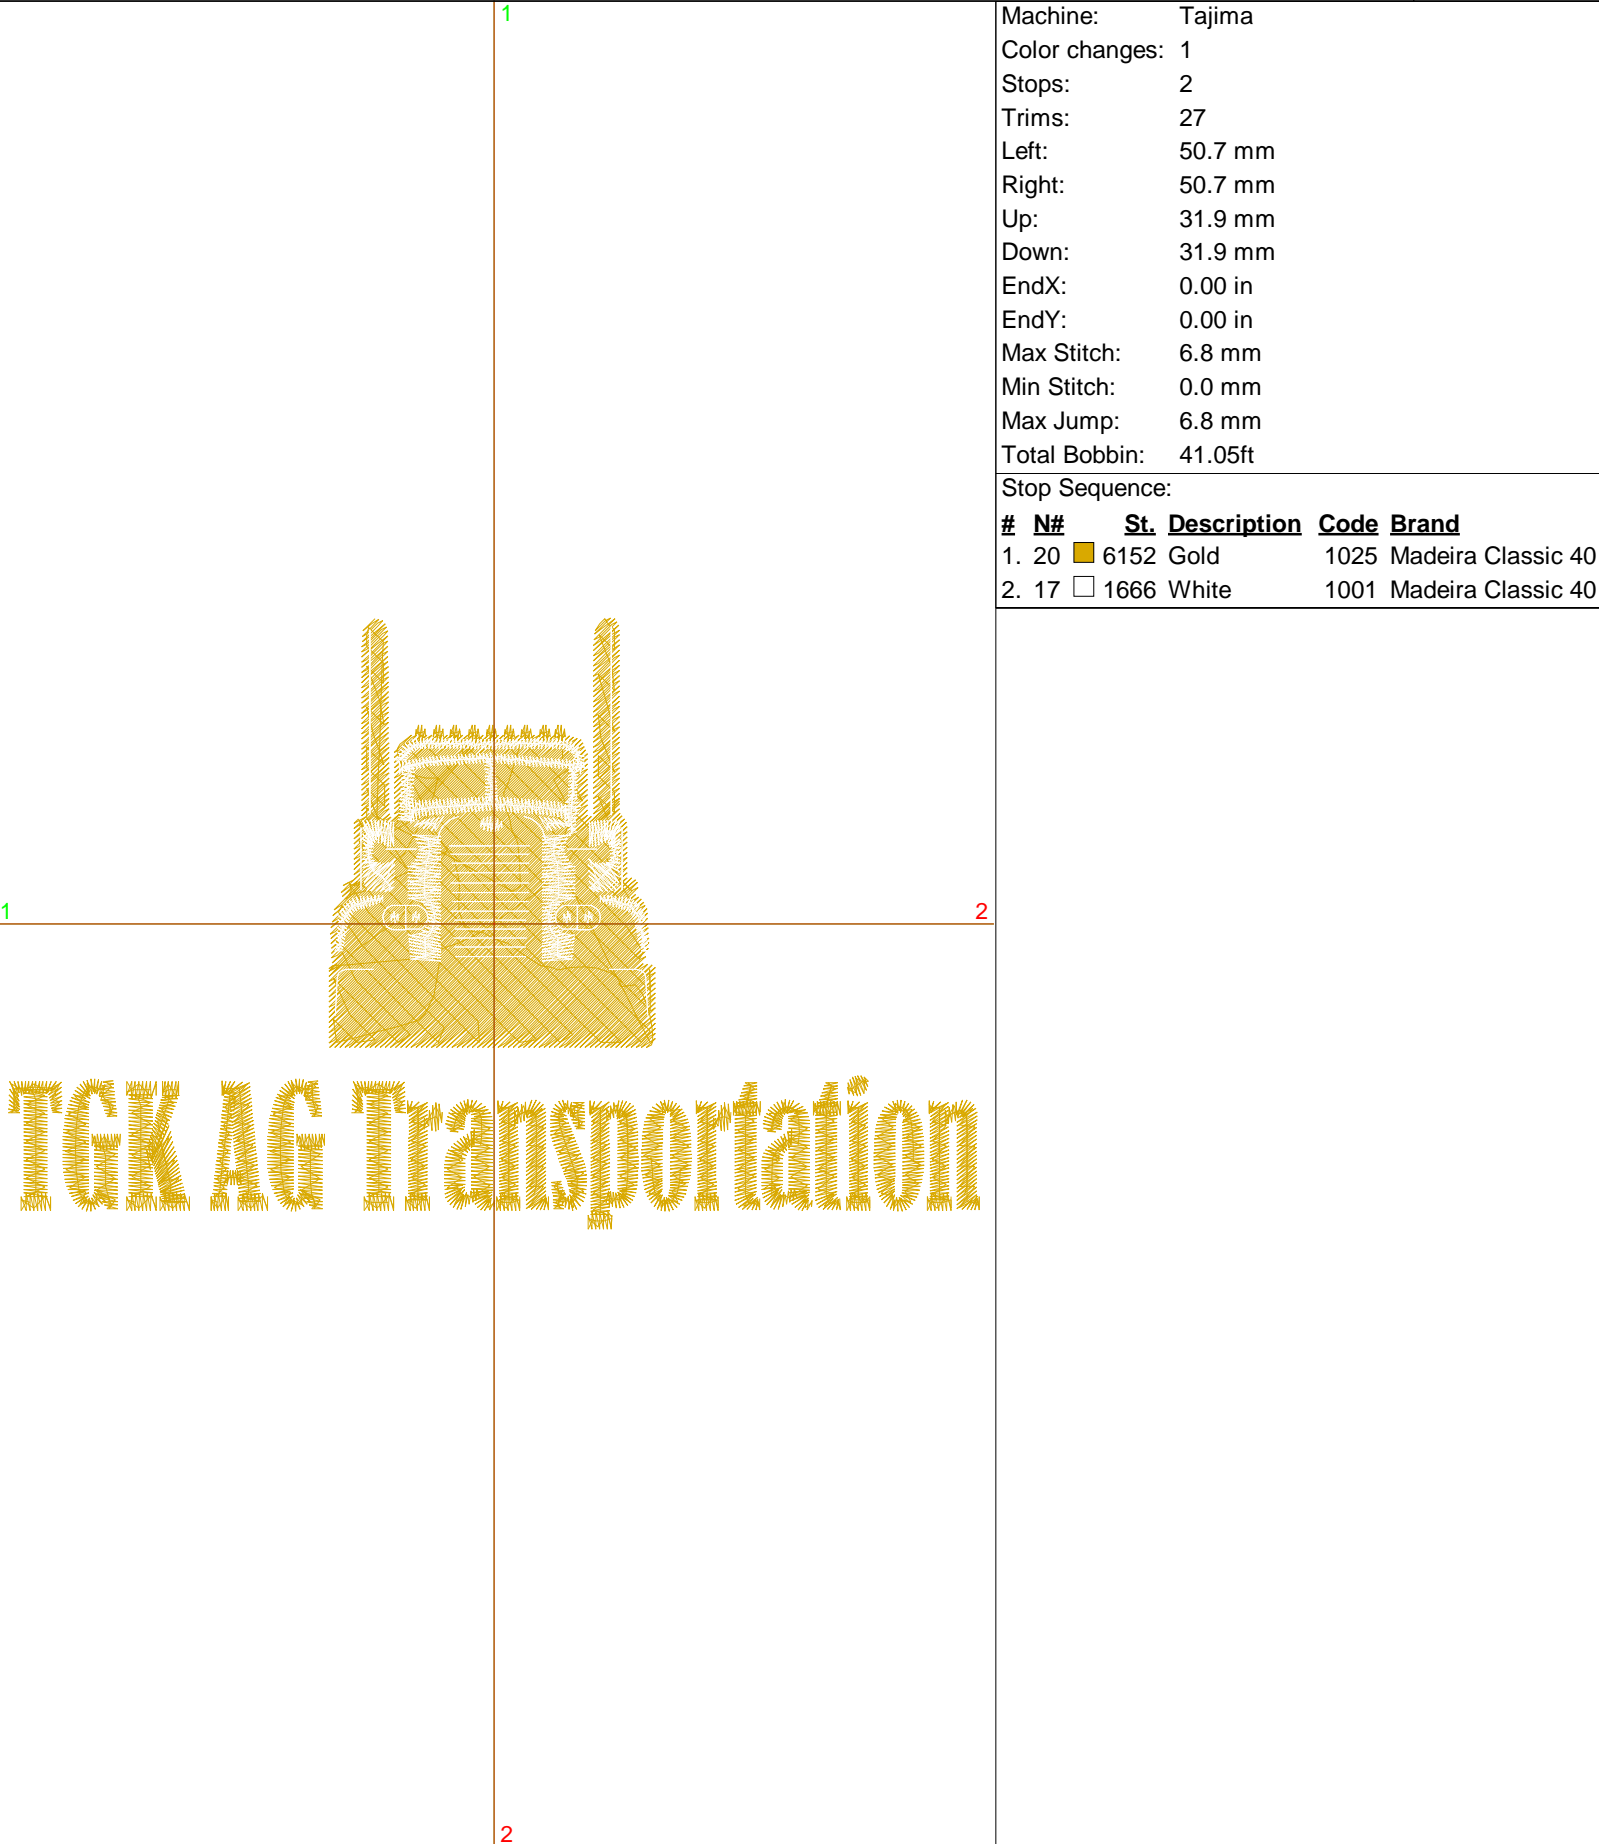 1
1
2
TGK AG Transportation
2
Machine: Tajima
Color changes: 1
Stops: 2
Trims: 27
Left: 50.7 mm
Right: 50.7 mm
Up: 31.9 mm
Down: 31.9 mm
EndX: 0.00 in
EndY: 0.00 in
Max Stitch: 6.8 mm
Min Stitch: 0.0 mm
Max Jump: 6.8 mm
Total Bobbin: 41.05ft
Stop Sequence:
# N# St. Description Code Brand
1. 20 6152 Gold 1025 Madeira Classic 40
2. 17 1666 White 1001 Madeira Classic 40